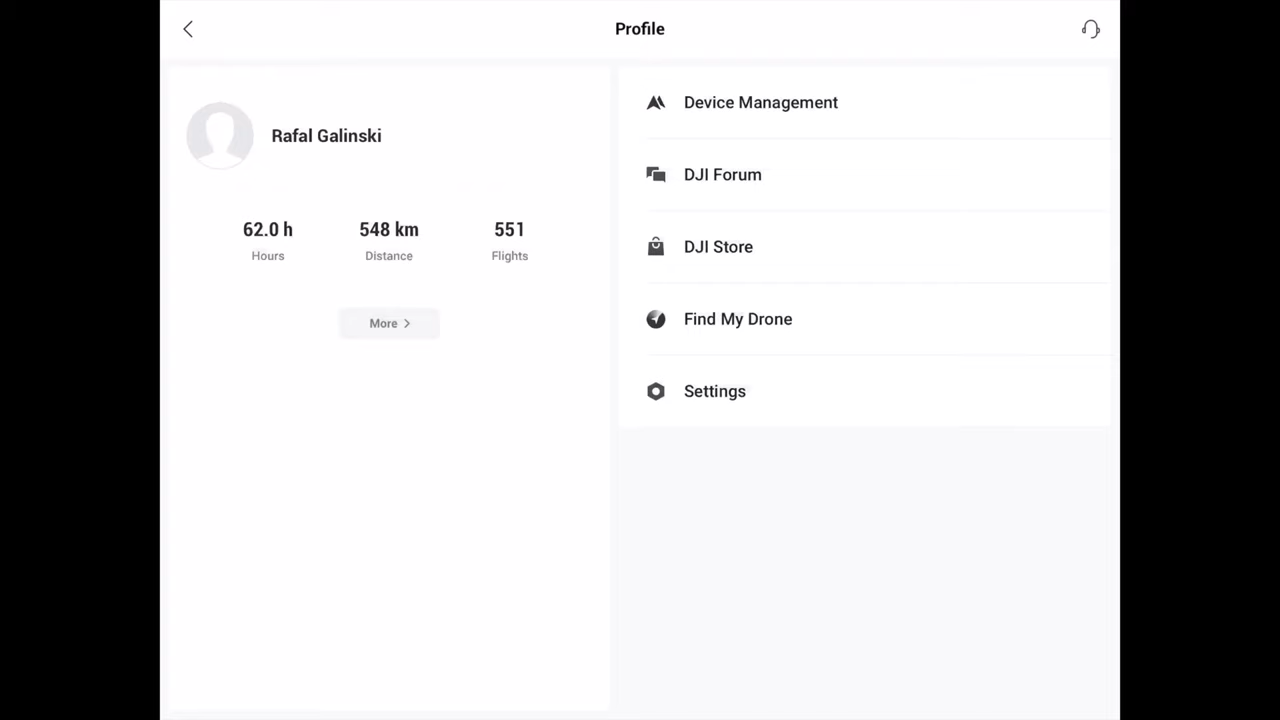 Profile
Rafal Galinski
62.0 h 548 km 551
Hours Distance Flights
More
Device Management
DJI Forum
DJI Store
Find My Drone
Settings